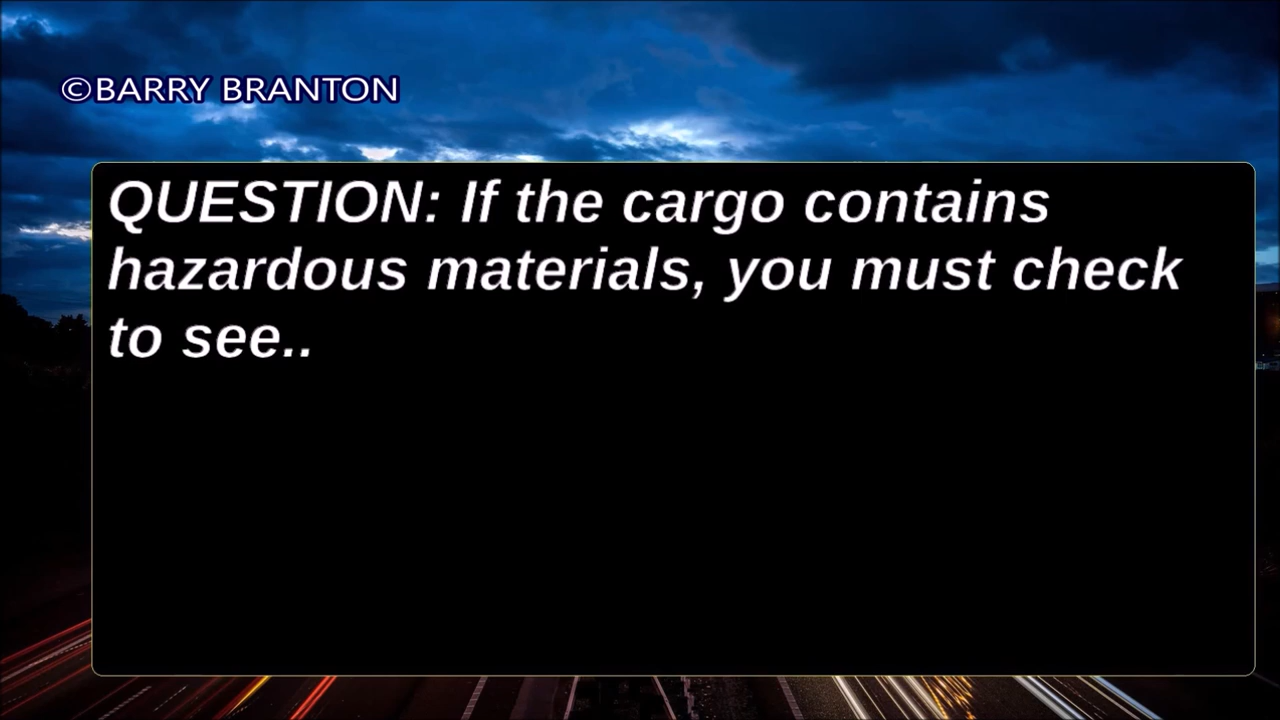 ©BARRY BRANTON
QUESTION: If the cargo contains
hazardous materials, you must check
to see..